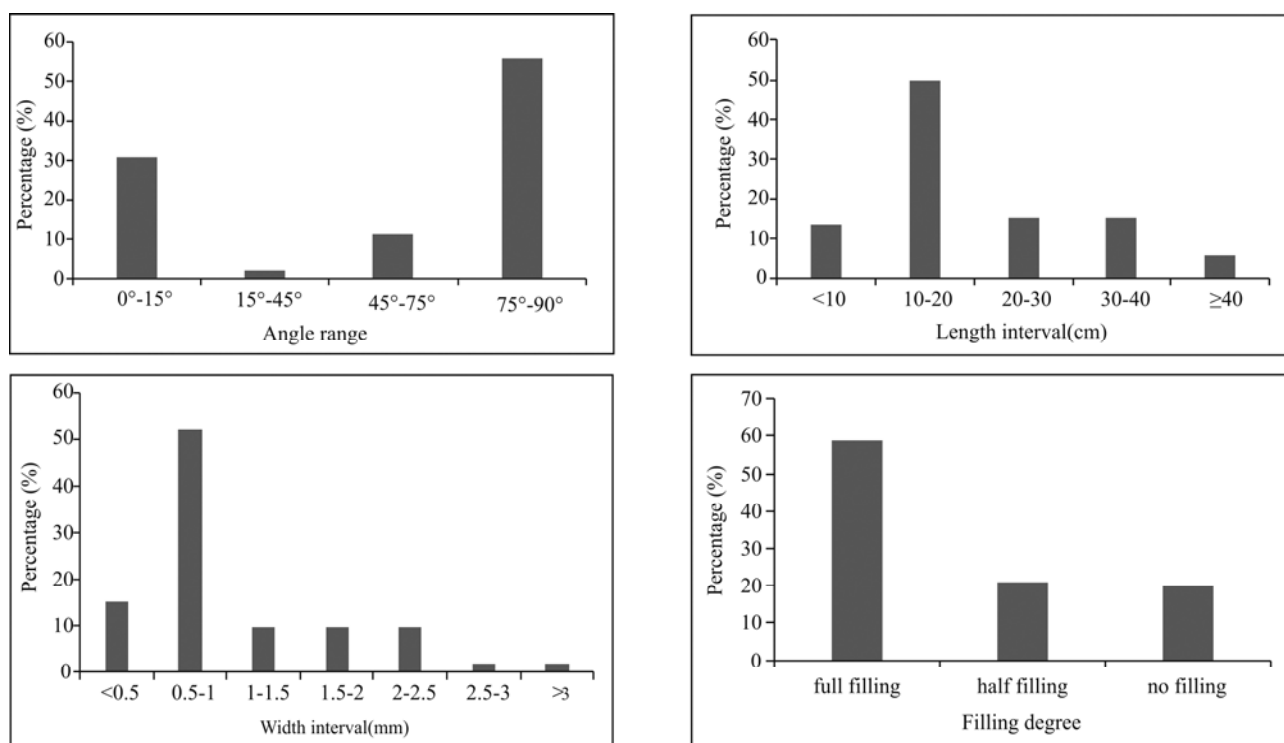 60
50
40
30
20
10
0
Percentage (%)
0°-15° 15°-45° 45°-75° 75°-90°
Angle range
60
50
40
30
20
10
0
Percentage (%)
<10 10-20 20-30 30-40 ≥40
Length interval(cm)
60
50
40
30
20
10
0
Percentage (%)
<0.5 0.5-1 1-1.5 1.5-2 2-2.5 2.5-3 >3
Width interval(mm)
70
60
50
40
30
20
10
0
Percentage (%)
full filling half filling no filling
Filling degree